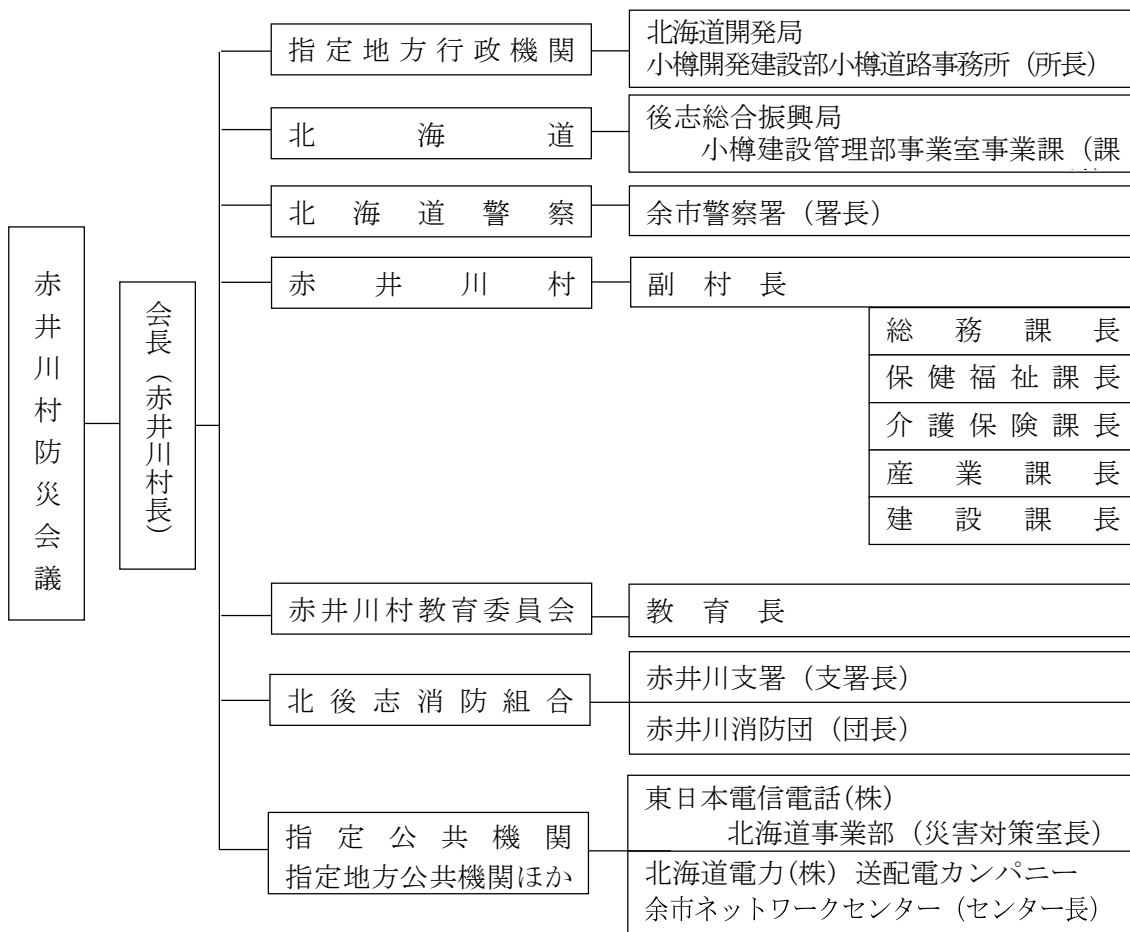 赤井川村防災会議
会長（赤井川村長）
指定地方行政機関
北海道開発局
小樽開発建設部小樽道路事務所（所長）
北海道
後志総合振興局
小樽建設管理部事業室事業課（課
北海道警察
余市警察署（署長）
赤井川村
副村長
総務課長
保健福祉課長
介護保険課長
産業課長
建設課長
赤井川村教育委員会
教育長
北後志消防組合
赤井川支署（支署長）
赤井川消防団（団長）
指定公共機関
指定地方公共機関ほか
東日本電信電話(株)
北海道事業部（災害対策室長）
北海道電力(株) 送配電カンパニー
余市ネットワークセンター（センター長）